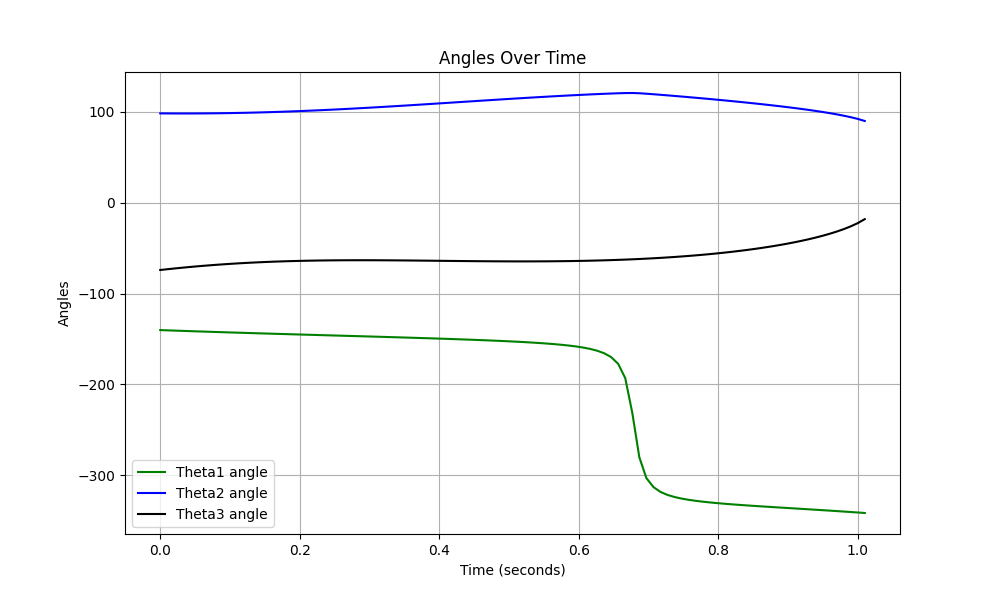 Angles Over Time
Angles
100
0
−100
−200
−300
Theta1 angle
Theta2 angle
Theta3 angle
0.0 0.2 0.4 0.6 0.8 1.0
Time (seconds)